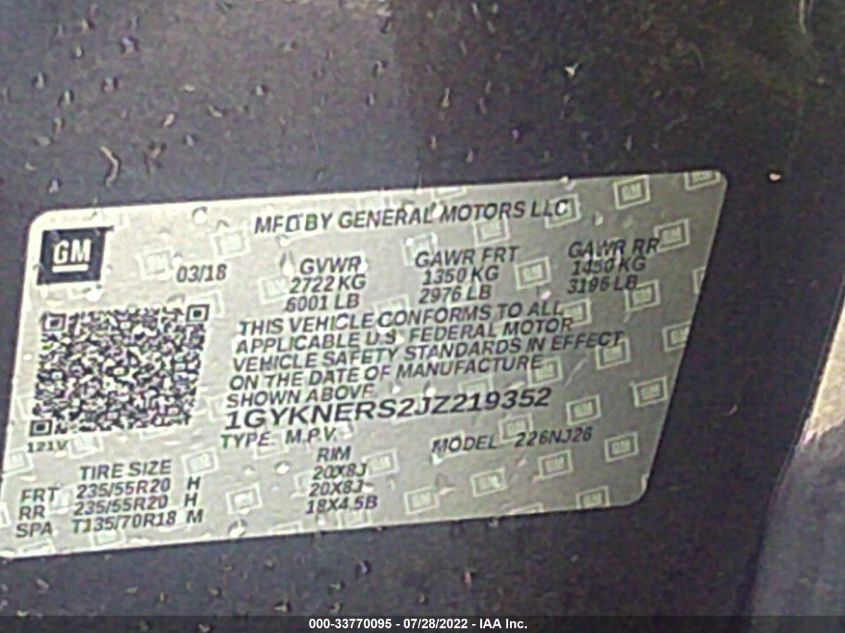 GM
MFD BY GENERAL MOTORS LLC
03/18
GVWR GAWR FRT GAWR RR
2722 KG 1350 KG 1450 KG
6001 LB 2976 LB 3196 LB
THIS VEHICLE CONFORMS TO ALL
APPLICABLE U.S. FEDERAL MOTOR
VEHICLE SAFETY STANDARDS IN EFFECT
ON THE DATE OF MANUFACTURE
SHOWN ABOVE
1GYKNERS2JZ219352
TYPE M.P.V. MODEL 226NJ26
121V
TIRE SIZE RIM
FRT 235/55R20 H 20X8J
RR 235/55R20 H 20X8J
SPA T135/70R18 M 18X4.5B
000-33770095 - 07/28/2022 - IAA Inc.